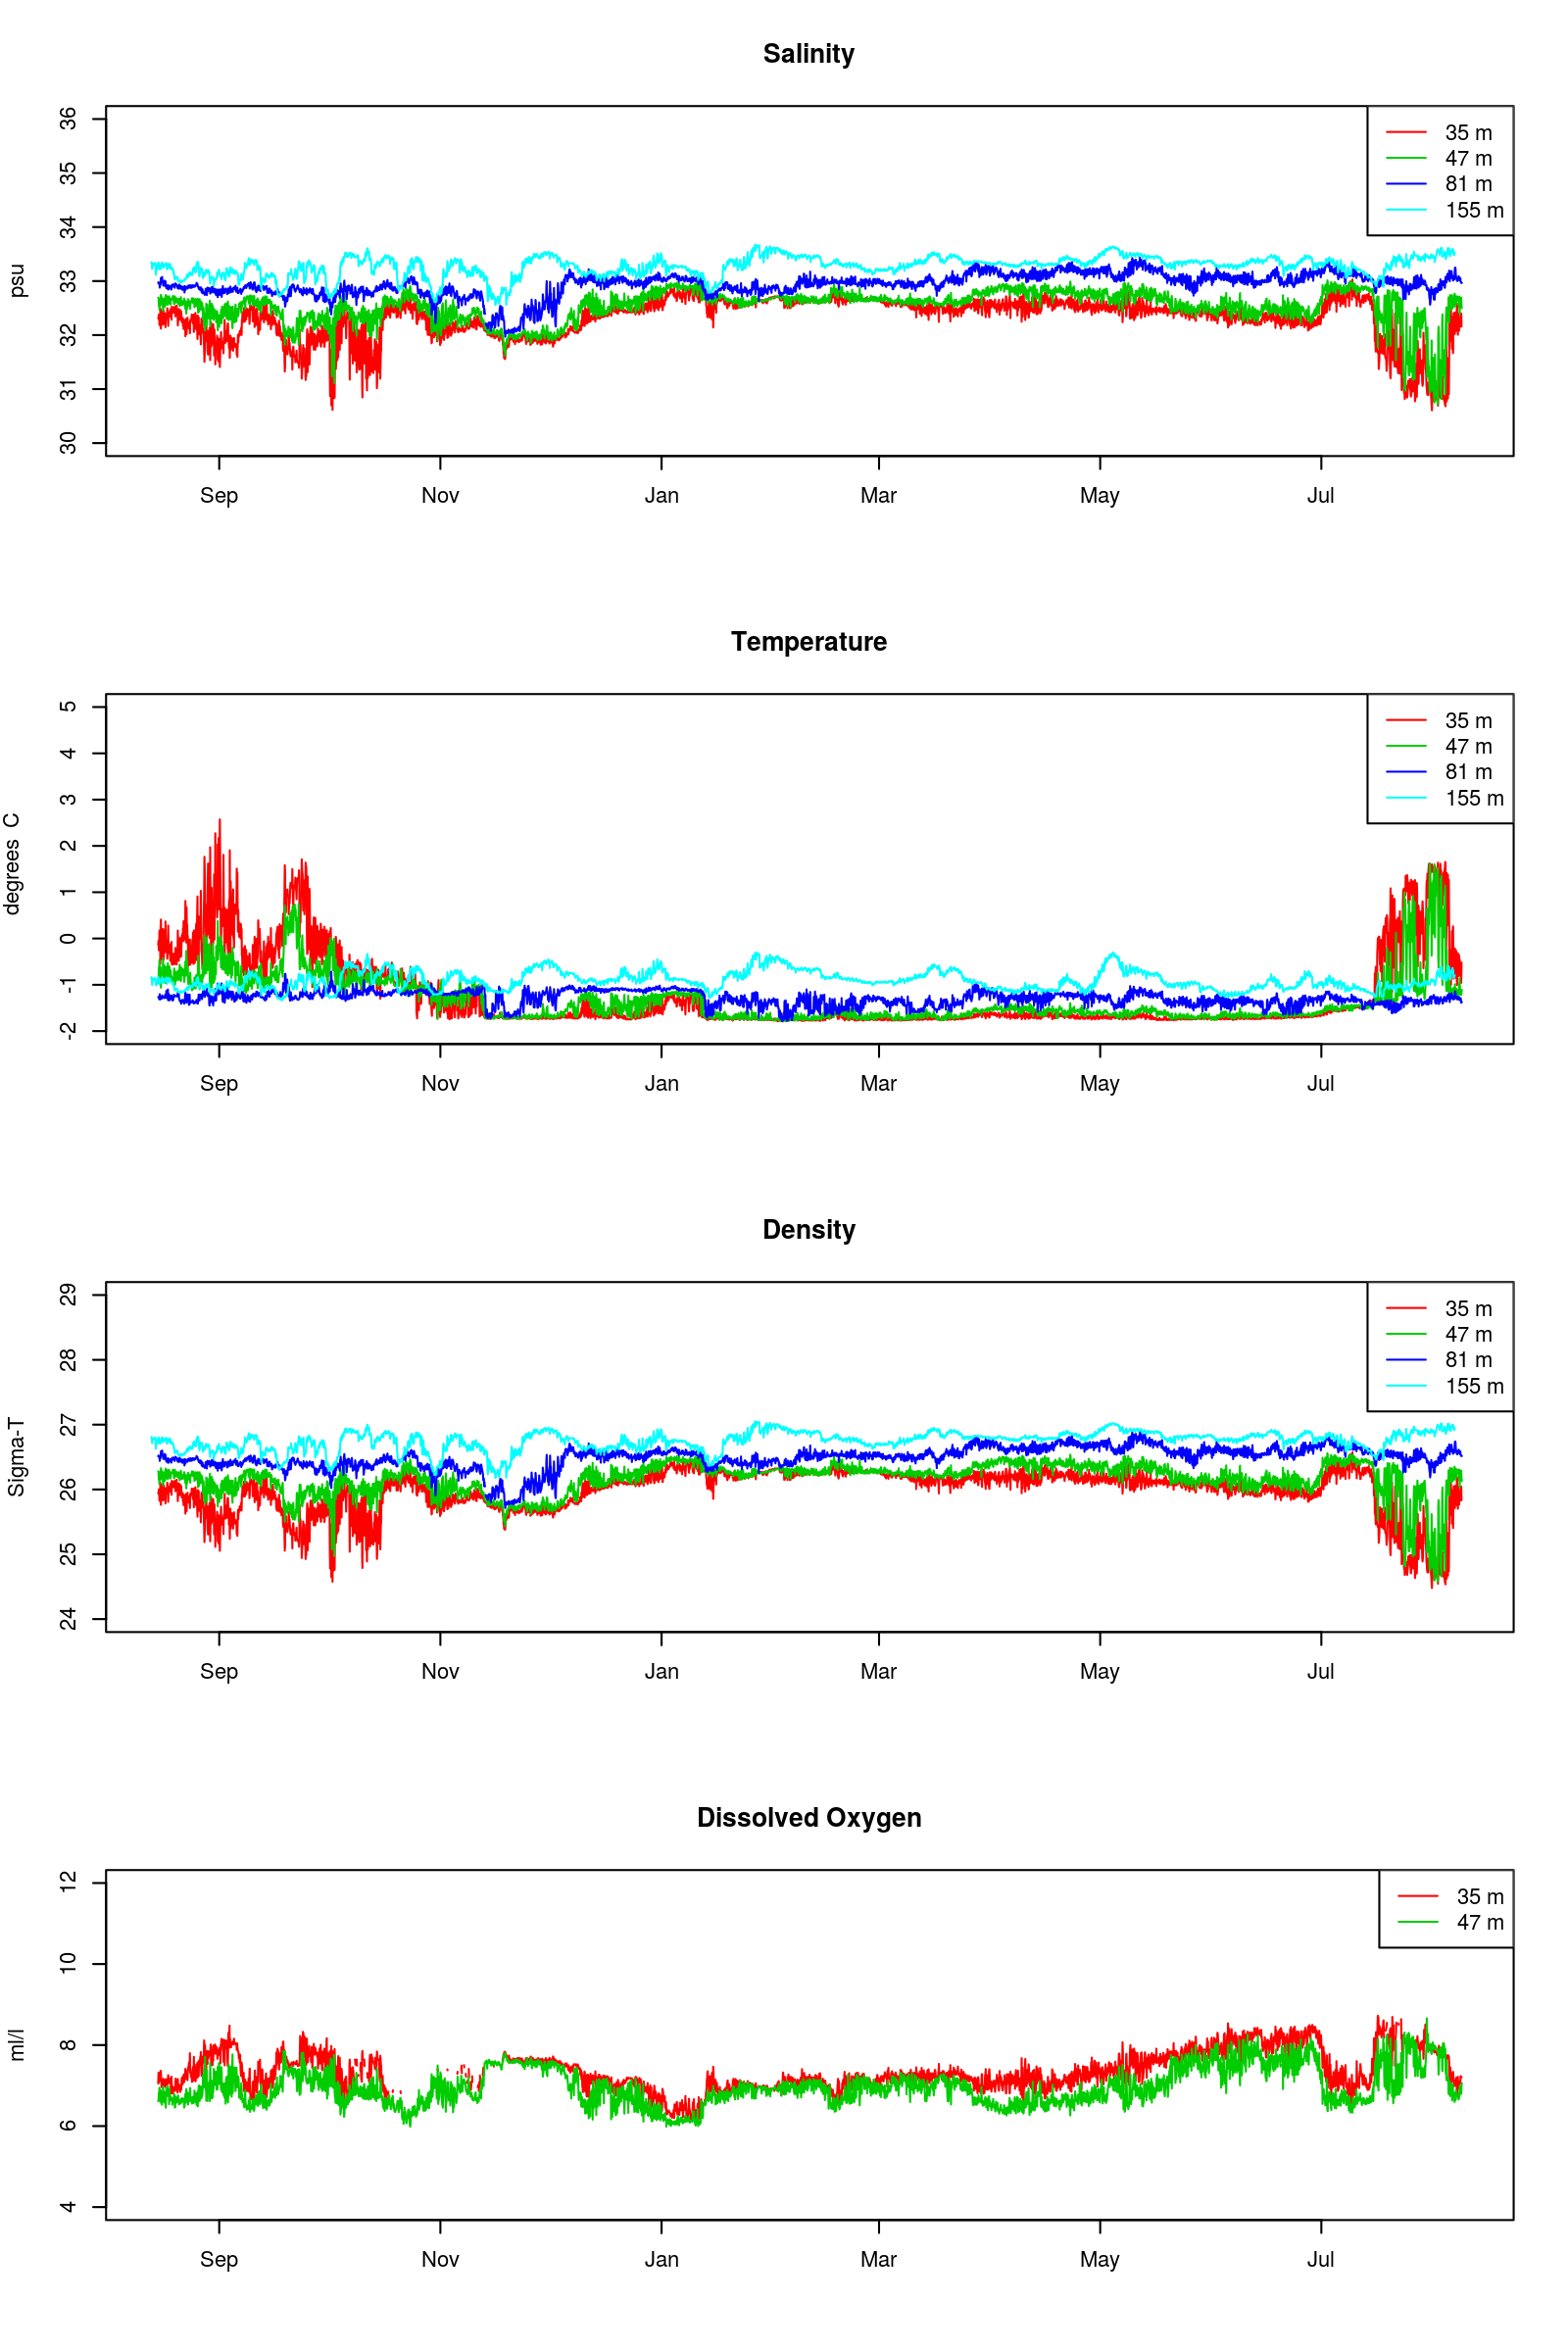 Salinity
psu
36
35
34
33
32
31
30
35 m
47 m
81 m
155 m
Sep Nov Jan Mar May Jul
Temperature
degrees C
5
4
3
2
1
0
-1
-2
35 m
47 m
81 m
155 m
Sep Nov Jan Mar May Jul
Density
Sigma-T
29
28
27
26
25
24
35 m
47 m
81 m
155 m
Sep Nov Jan Mar May Jul
Dissolved Oxygen
ml/l
12
10
8
6
4
35 m
47 m
Sep Nov Jan Mar May Jul